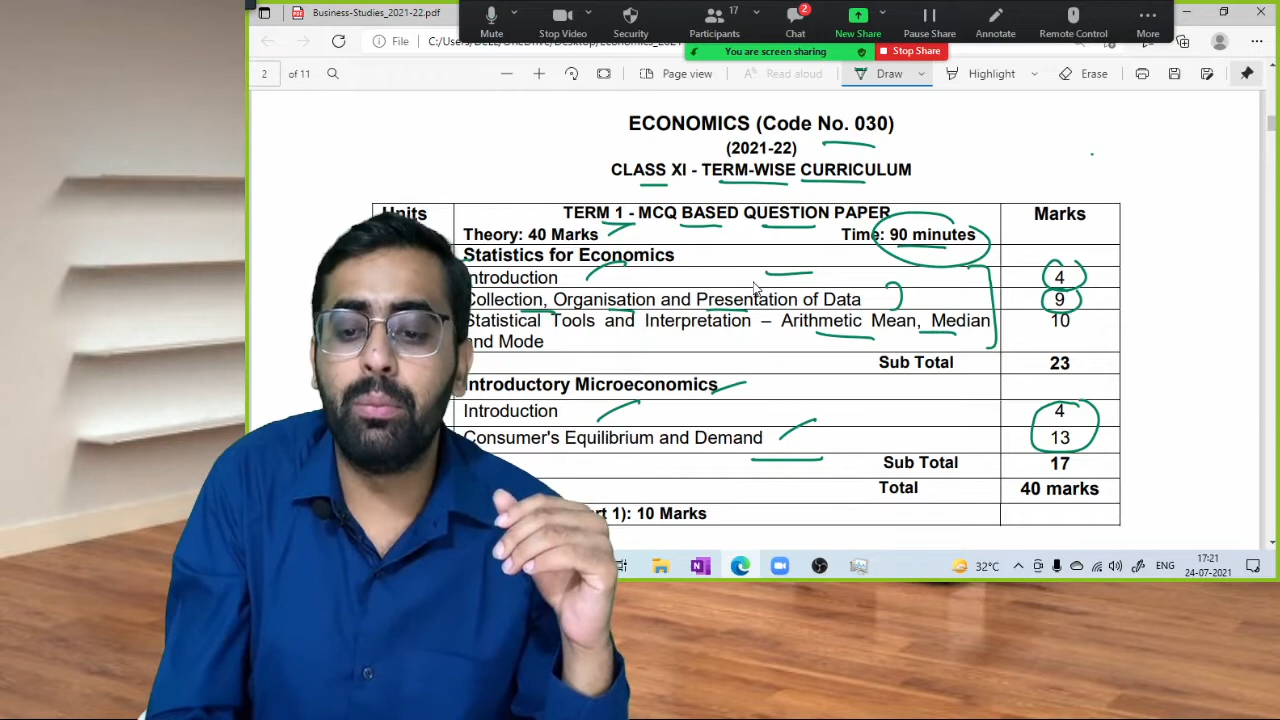 Business-Studies_2021-22.pdf
Mute
Stop Video
Security
17
Participants
2
Chat
New Share
Pause Share
Annotate
Remote Control
More
You are screen sharing
Stop Share
File
2
of 11
Page view
Read aloud
Draw
Highlight
Erase
ECONOMICS (Code No. 030)
(2021-22)
CLASS XI - TERM-WISE CURRICULUM
Units
TERM 1 - MCQ BASED QUESTION PAPER
Marks
Theory: 40 Marks
Time: 90 minutes
Statistics for Economics
Introduction
4
Collection, Organisation and Presentation of Data
9
Statistical Tools and Interpretation – Arithmetic Mean, Median
10
and Mode
Sub Total
23
Introductory Microeconomics
Introduction
4
Consumer's Equilibrium and Demand
13
Sub Total
17
Total
40 marks
1): 10 Marks
32°C
ENG
17:21
24-07-2021